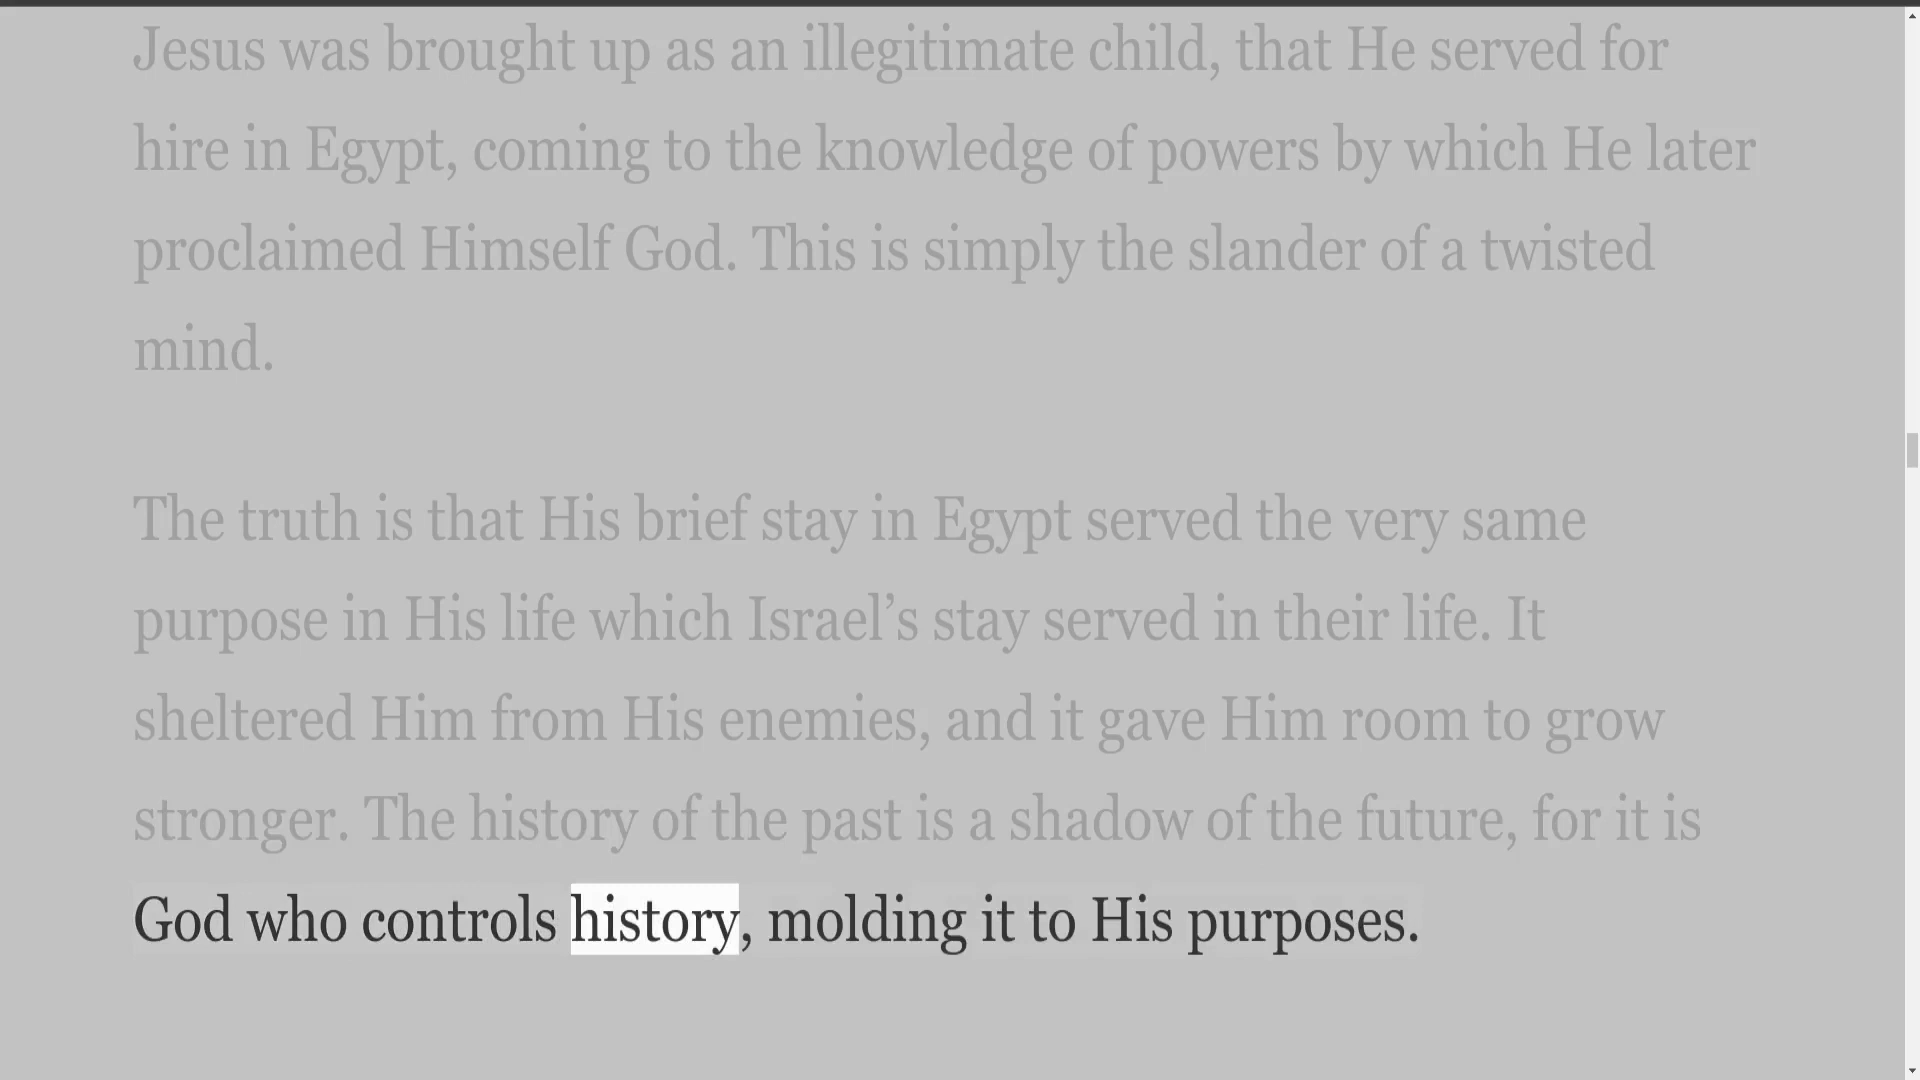 Jesus was brought up as an illegitimate child, that He served for
hire in Egypt, coming to the knowledge of powers by which He later
proclaimed Himself God. This is simply the slander of a twisted
mind.
The truth is that His brief stay in Egypt served the very same
purpose in His life which Israel’s stay served in their life. It
sheltered Him from His enemies, and it gave Him room to grow
stronger. The history of the past is a shadow of the future, for it is
God who controls history, molding it to His purposes.